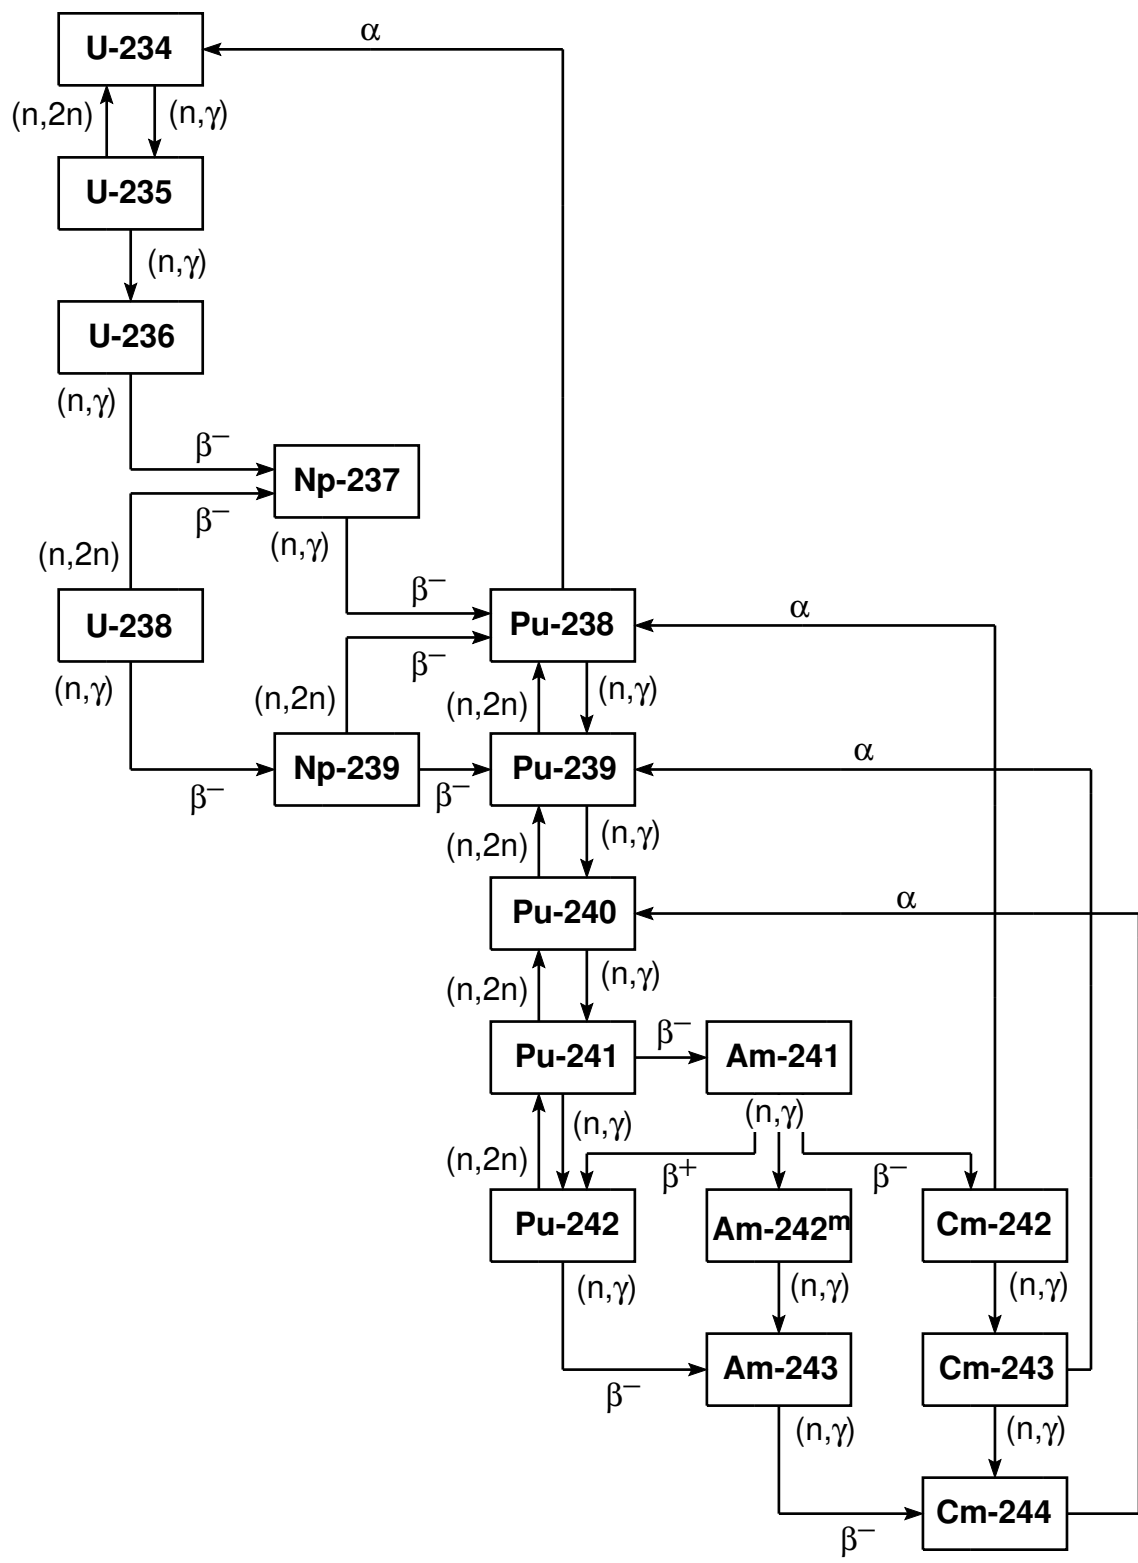 α
U-234
(n,2n) (n,γ)
U-235
(n,γ)
U-236
(n,γ)
β−
Np-237
β−
(n,γ)
(n,2n)
β−
α
U-238
Pu-238
β−
(n,γ)
(n,2n)
(n,γ)
(n,2n)
α
Np-239
Pu-239
β−
β−
(n,γ)
(n,2n)
α
Pu-240
(n,γ)
(n,2n)
β−
Pu-241
Am-241
(n,γ)
(n,γ)
(n,2n)
β+
β−
Pu-242
Am-242m
Cm-242
(n,γ)
(n,γ)
(n,γ)
Am-243
Cm-243
β−
(n,γ)
(n,γ)
Cm-244
β−